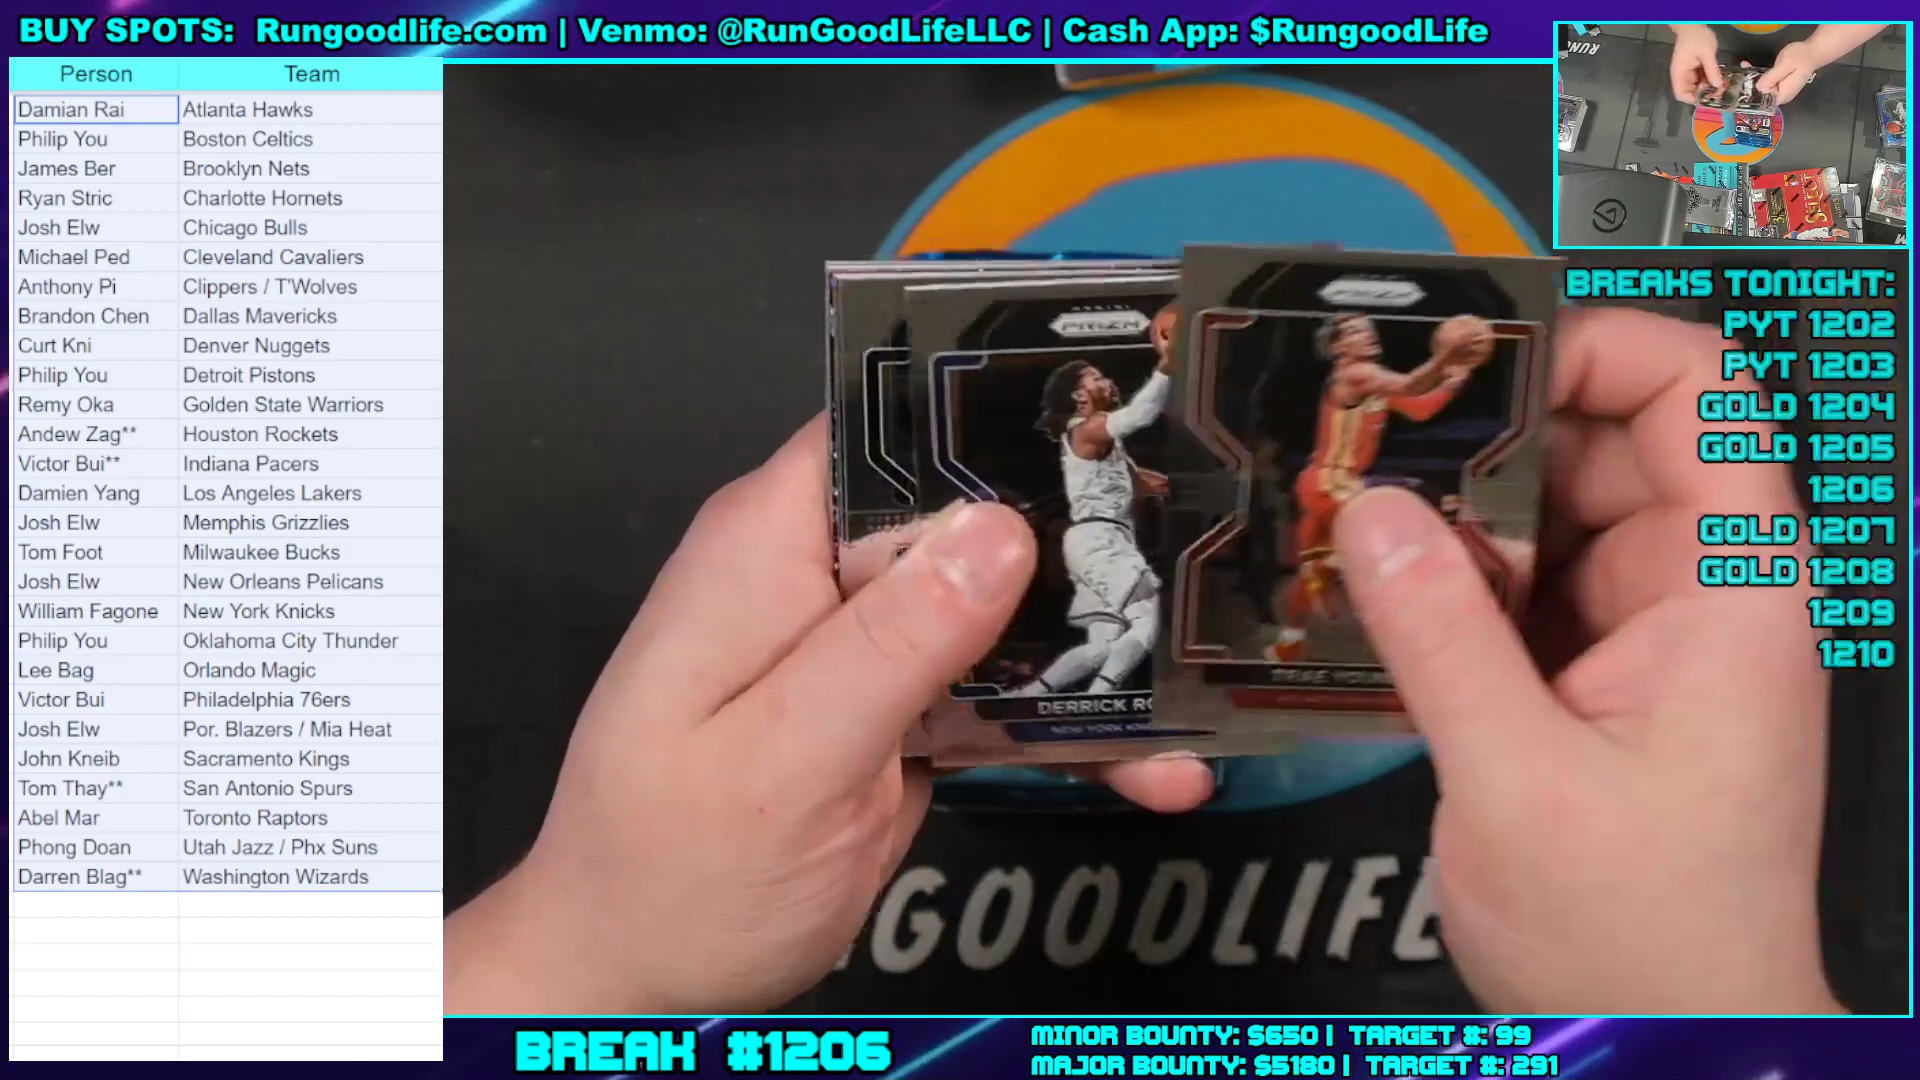 BUY SPOTS: Rungoodlife.com | Venmo: @RunGoodLifeLLC | Cash App: $RungoodLife
Person Team
Damian Rai Atlanta Hawks
Philip You Boston Celtics
James Ber Brooklyn Nets
Ryan Stric Charlotte Hornets
Josh Elw Chicago Bulls
Michael Ped Cleveland Cavaliers
Anthony Pi Clippers / T'Wolves
Brandon Chen Dallas Mavericks
Curt Kni Denver Nuggets
Philip You Detroit Pistons
Remy Oka Golden State Warriors
Andew Zag** Houston Rockets
Victor Bui** Indiana Pacers
Damien Yang Los Angeles Lakers
Josh Elw Memphis Grizzlies
Tom Foot Milwaukee Bucks
Josh Elw New Orleans Pelicans
William Fagone New York Knicks
Philip You Oklahoma City Thunder
Lee Bag Orlando Magic
Victor Bui Philadelphia 76ers
Josh Elw Por. Blazers / Mia Heat
John Kneib Sacramento Kings
Tom Thay** San Antonio Spurs
Abel Mar Toronto Raptors
Phong Doan Utah Jazz / Phx Suns
Darren Blag** Washington Wizards
PANINI
PRIZM
DERRICK RO
NEW YORK
PRIZM
TRAE YOU
GOODLIFE
SELECT
BREAKS TONIGHT:
PYT 1202
PYT 1203
GOLD 1204
GOLD 1205
1206
GOLD 1207
GOLD 1208
1209
1210
BREAK #1206
MINOR BOUNTY: $650 | TARGET #: 99
MAJOR BOUNTY: $5180 | TARGET #: 291